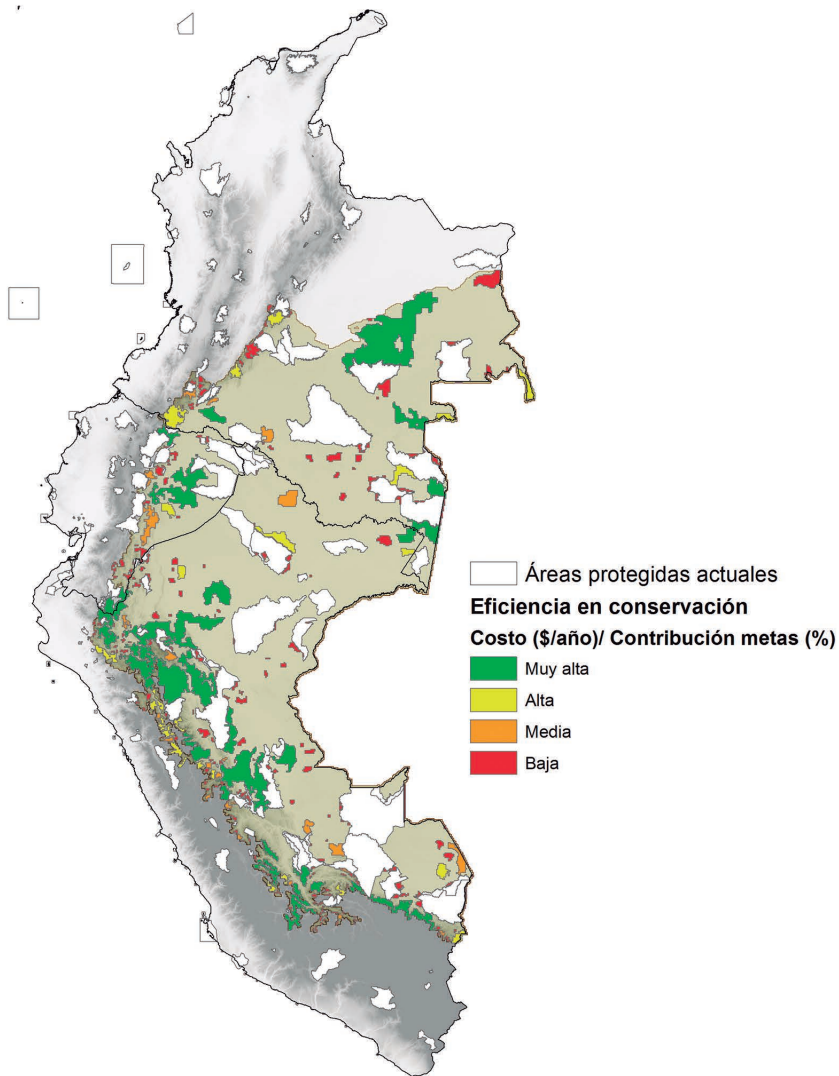 Áreas protegidas actuales
Eficiencia en conservación
Costo ($/año)/ Contribución metas (%)
Muy alta
Alta
Media
Baja